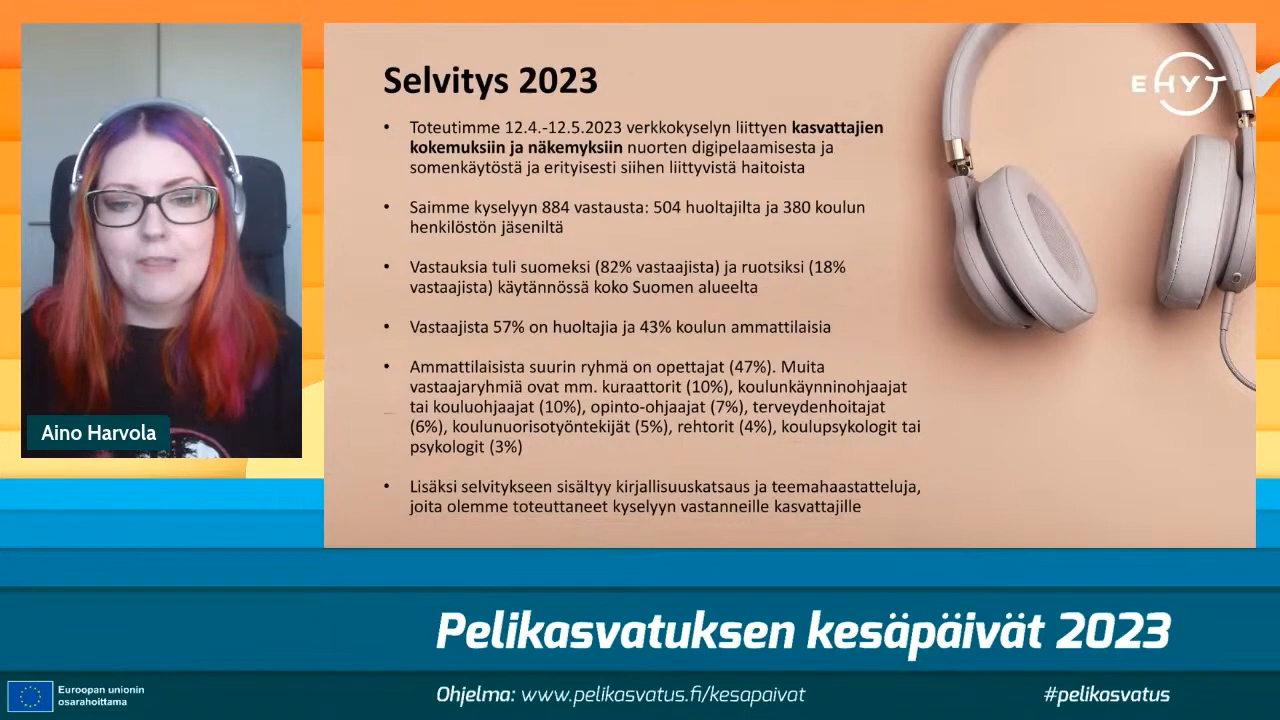 Selvitys 2023
EHYT
• Toteutimme 12.4.-12.5.2023 verkkokyselyn liittyen kasvattajien
kokemuksiin ja näkemyksiin nuorten digipelaamisesta ja
somenkäytöstä ja erityisesti siihen liittyvistä haitoista
• Saimme kyselyyn 884 vastausta: 504 huoltajilta ja 380 koulun
henkilöstön jäseniltä
• Vastauksia tuli suomeksi (82% vastaajista) ja ruotsiksi (18%
vastaajista) käytännössä koko Suomen alueelta
• Vastaajista 57% on huoltajia ja 43% koulun ammattilaisia
• Ammattilaisista suurin ryhmä on opettajat (47%). Muita
vastaajaryhmiä ovat mm. kuraattorit (10%), koulunkäynninohjaajat
tai kouluohjaajat (10%), opinto-ohjaajat (7%), terveydenhoitajat
(6%), koulunuorisotyöntekijät (5%), rehtorit (4%), koulupsykologit tai
psykologit (3%)
• Lisäksi selvitykseen sisältyy kirjallisuuskatsaus ja teemahaastatteluja,
joita olemme toteuttaneet kyselyyn vastanneille kasvattajille
Aino Harvola
Pelikasvatuksen kesäpäivät 2023
Euroopan unionin
osarahoittama
Ohjelma: www.pelikasvatus.fi/kesapaivat
#pelikasvatus